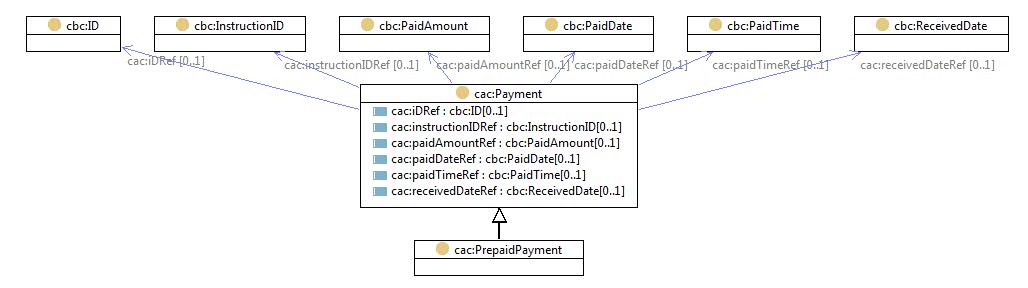 cbc:ID
cbc:InstructionID
cbc:PaidAmount
cbc:PaidDate
cbc:PaidTime
cbc:ReceivedDate
cac:iDRef [0..1]
cac:instructionIDRef [0..1]
cac:paidAmountRef [0..1]
cac:paidDateRef [0..1]
cac:paidTimeRef [0..1]
cac:receivedDateRef [0..1]
cac:Payment
cac:iDRef : cbc:ID[0..1]
cac:instructionIDRef : cbc:InstructionID[0..1]
cac:paidAmountRef : cbc:PaidAmount[0..1]
cac:paidDateRef : cbc:PaidDate[0..1]
cac:paidTimeRef : cbc:PaidTime[0..1]
cac:receivedDateRef : cbc:ReceivedDate[0..1]
cac:PrepaidPayment